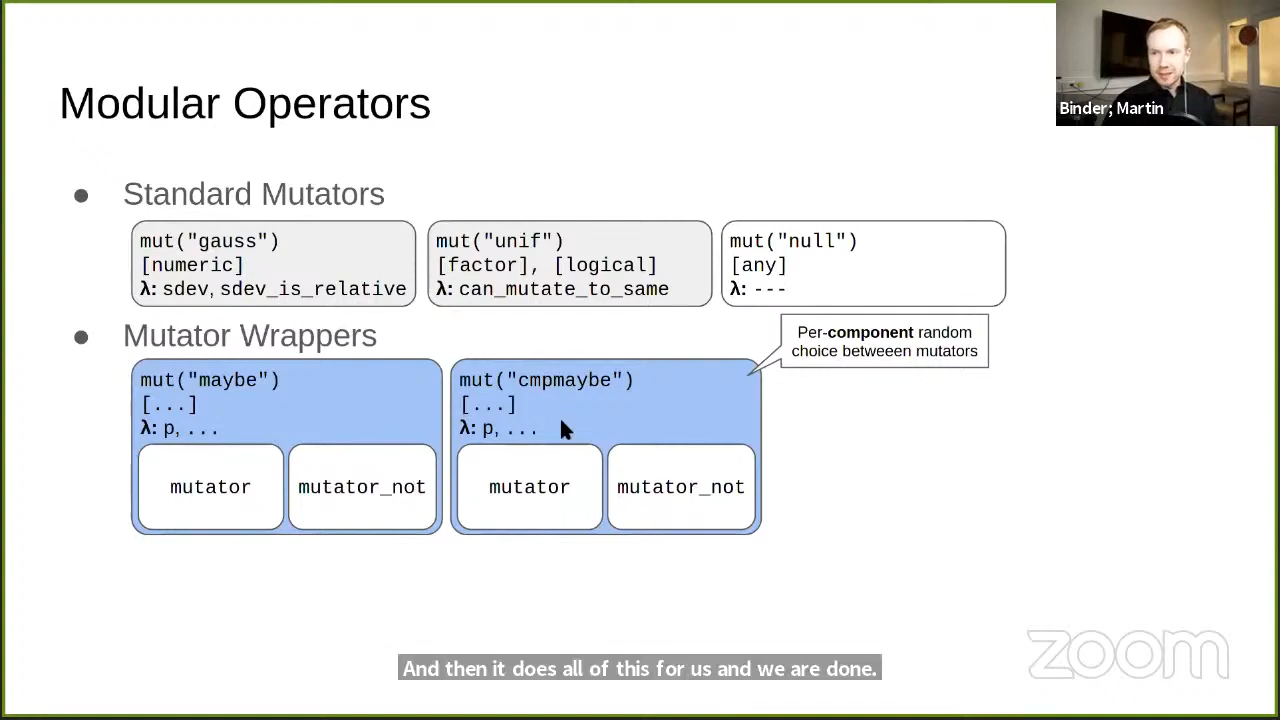 Modular Operators
Binder; Martin
● Standard Mutators
mut("gauss")
[numeric]
λ: sdev, sdev_is_relative
mut("unif")
[factor], [logical]
λ: can_mutate_to_same
mut("null")
[any]
λ: ---
● Mutator Wrappers
Per-component random
choice betweeen mutators
mut("maybe")
[...]
λ: p, ...
mutator
mutator_not
mut("cmpmaybe")
[...]
λ: p, ...
mutator
mutator_not
zoom
And then it does all of this for us and we are done.